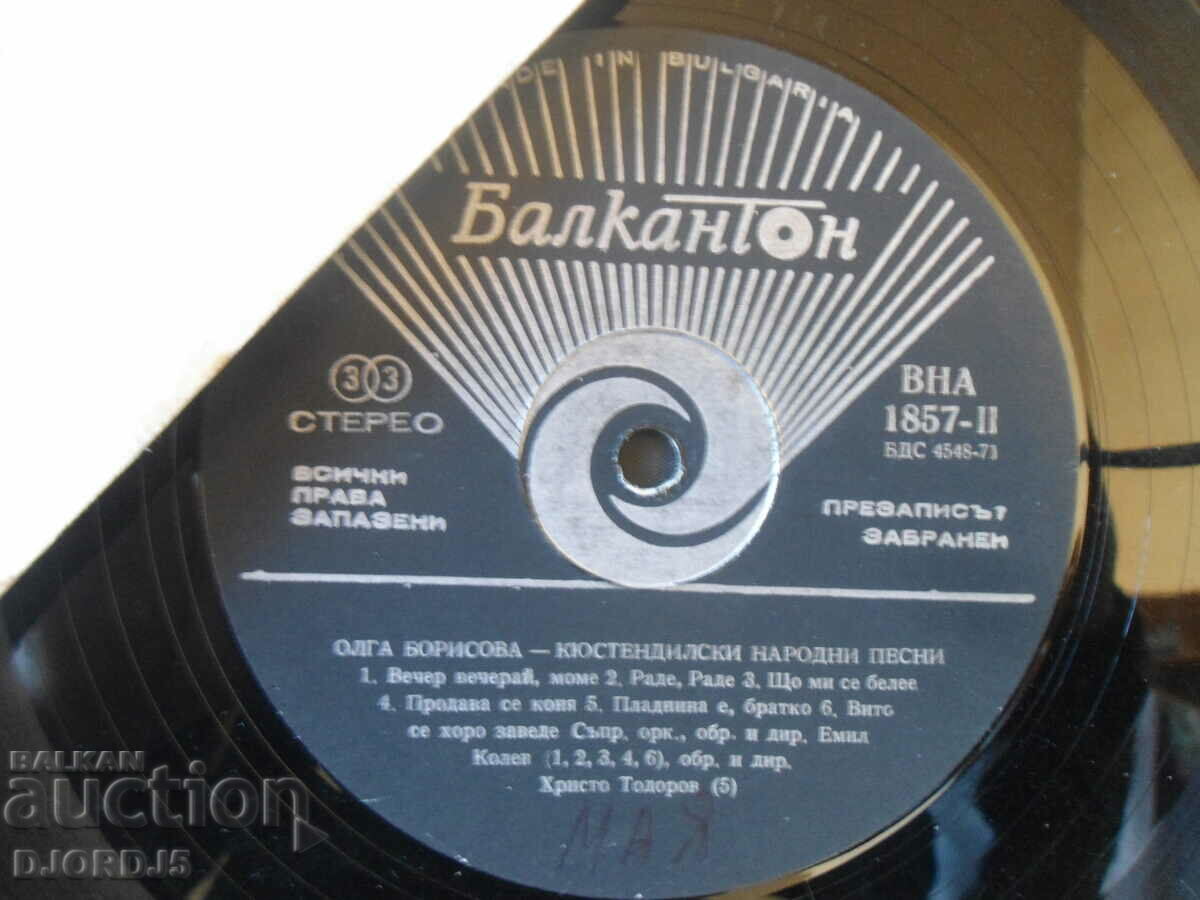 DE IN BULGARIA
Балкантон
33
СТЕРЕО
ВСИЧКИ
ПРАВА
ЗАПАЗЕНИ
ВНА
1857-II
БДС 4548-71
ПРЕЗАПИСЪТ
ЗАБРАНЕН
ОЛГА БОРИСОВА — КЮСТЕНДИЛСКИ НАРОДНИ ПЕСНИ
1. Вечер вечерай, моме 2. Раде, Раде 3. Що ми се белее
4. Продава се коня 5. Пладнина е, братко 6. Вито
се хоро заведе Съпр. орк., обр. и дир. Емил
Колев (1, 2, 3, 4, 6), обр. и дир.
Христо Тодоров (5)
МАЯ
BALKAN
auction
DJORDJ5